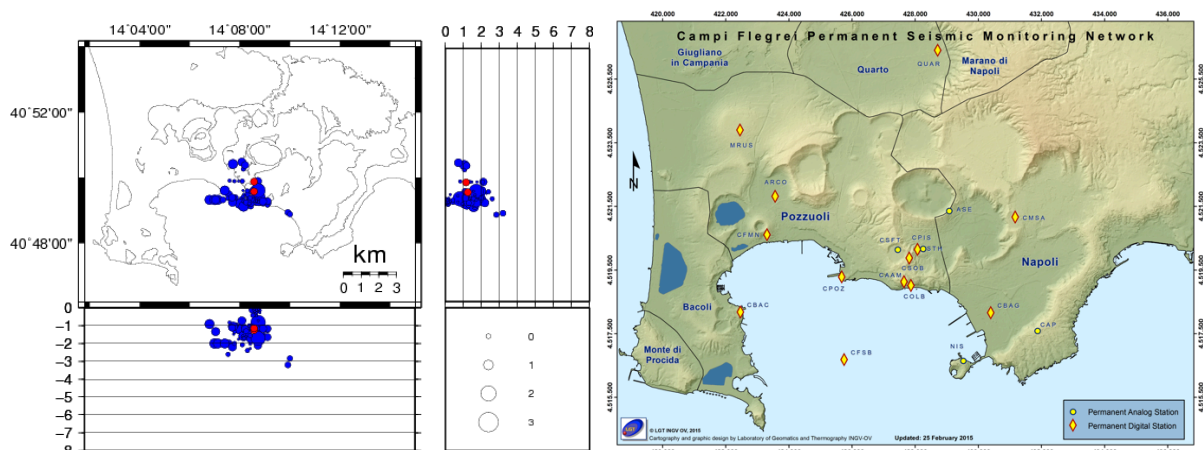 14°04'00" 14°08'00" 14°12'00"
40°52'00"
40°48'00"
km
0 1 2 3
0 1 2 3 4 5 6 7 8
0
-1
-2
-3
-4
-5
-6
-7
0
1
2
3
420.000 422.500 424.000 426.000 428.000 430.000 432.000 434.000 436.000
Campi Flegrei Permanent Seismic Monitoring Network
Giugliano
in Campania
Quarto
QUAR
Marano di
Napoli
4.525.500
4.523.500
4.521.500
4.519.500
4.517.500
4.515.500
MRUS
N
ARCO
Pozzuoli
ASE
CMSA
CFMN
CSFT
CPIS
STH
CSOB
CAAM
COLB
CPOZ
Napoli
Bacoli
CBAC
CBAG
CAP
CFSB
NIS
Monte di
Procida
Permanent Analog Station
Permanent Digital Station
LGT
© LGT INGV OV, 2015
Cartography and graphic design by Laboratory of Geomatics and Thermography INGV-OV
Updated: 25 February 2015